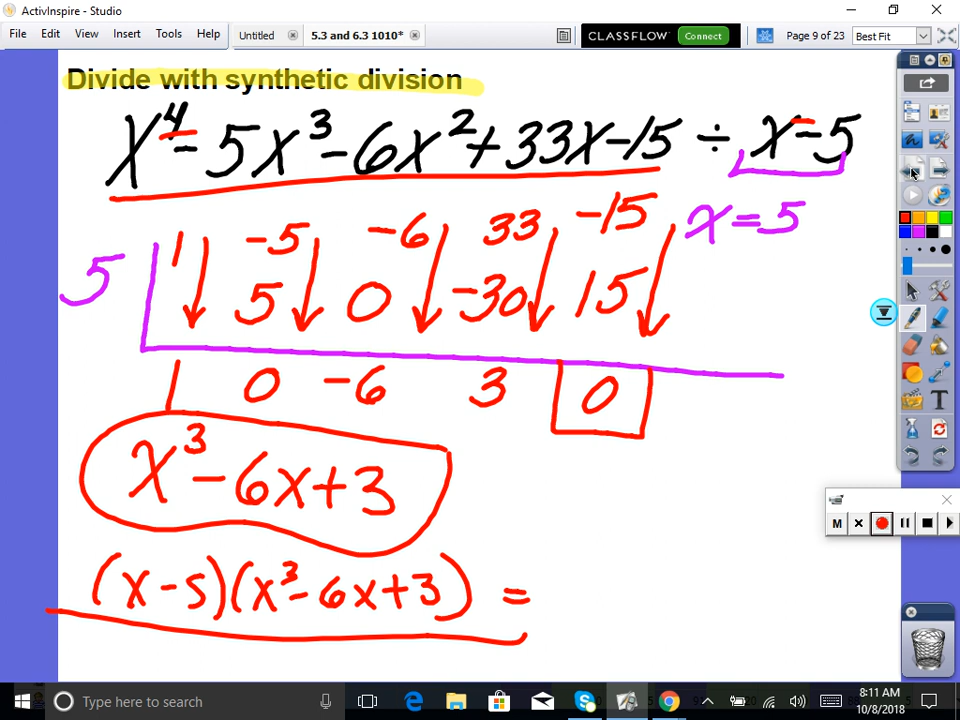 ActivInspire - Studio
File Edit View Insert Tools Help Untitled 5.3 and 6.3 1010* CLASSFLOW Connect Page 9 of 23 Best Fit
Divide with synthetic division
x⁴ - 5x³ - 6x² + 33x - 15 ÷ x - 5
x = 5
5 1 -5 -6 33 -15
5 0 -30 15
1 0 -6 3 0
x³ - 6x + 3
M
(x - 5)(x³ - 6x + 3) =
Type here to search
8:11 AM
10/8/2018